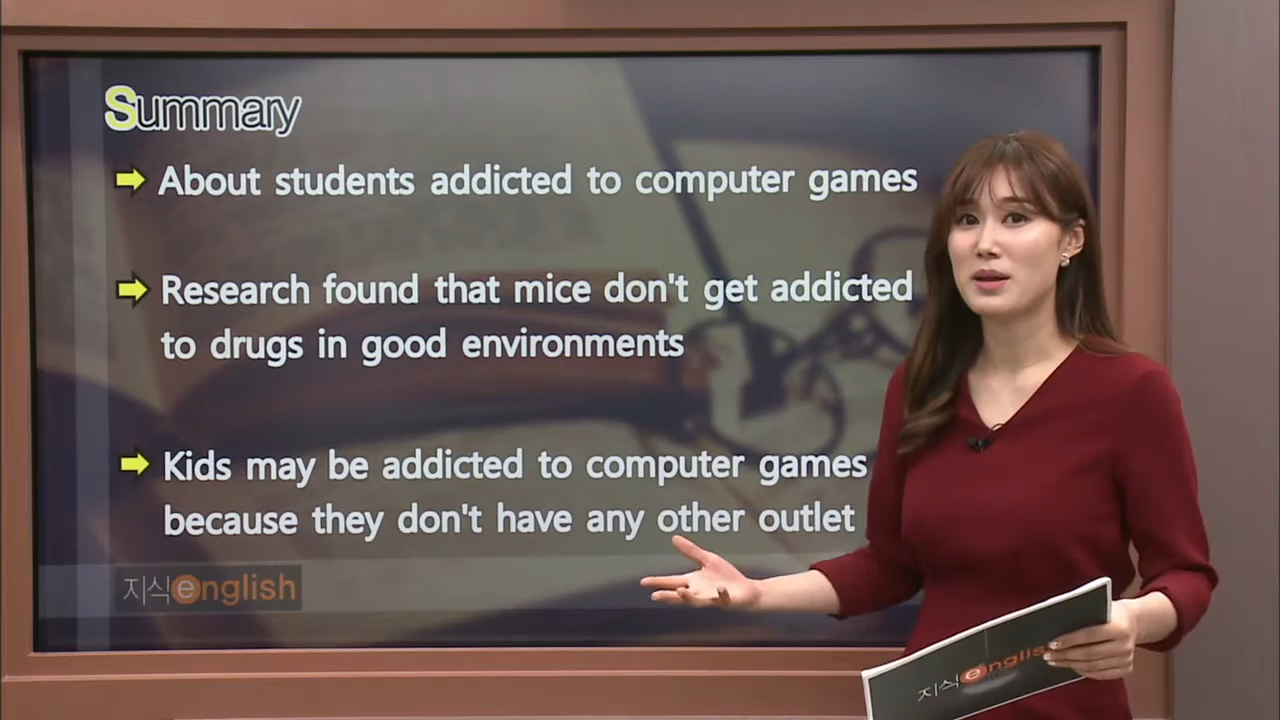 Summary
About students addicted to computer games
Research found that mice don't get addicted
to drugs in good environments
Kids may be addicted to computer games
because they don't have any other outlet
지식english
지식english